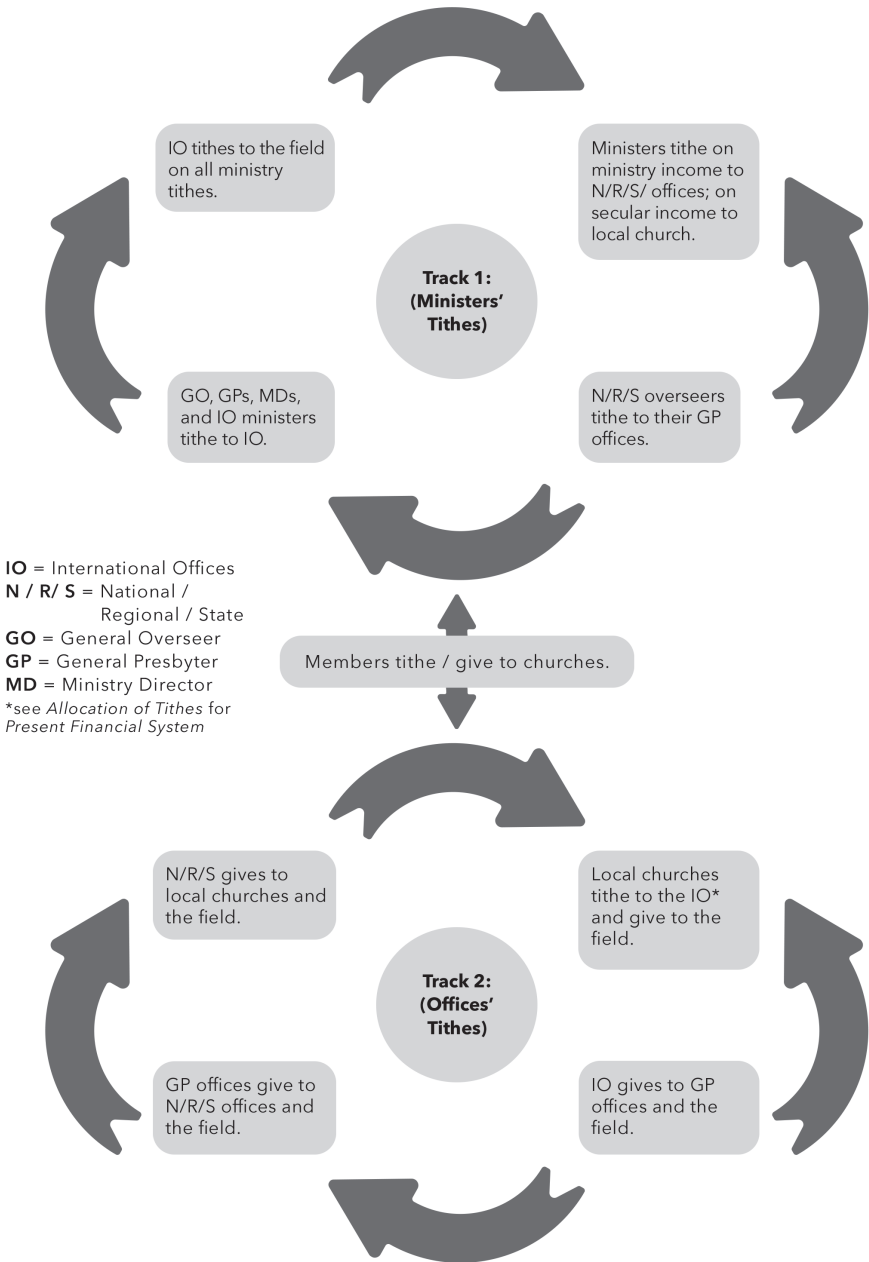 IO tithes to the field
on all ministry
tithes.
Ministers tithe on
ministry income to
N/R/S/ offices; on
secular income to
local church.
Track 1:
(Ministers’
Tithes)
GO, GPs, MDs,
and IO ministers
tithe to IO.
N/R/S overseers
tithe to their GP
offices.
IO = International Offices
N / R/ S = National /
Regional / State
GO = General Overseer
GP = General Presbyter
MD = Ministry Director
*see Allocation of Tithes for
Present Financial System
Members tithe / give to churches.
N/R/S gives to
local churches and
the field.
Local churches
tithe to the IO*
and give to the
field.
Track 2:
(Offices’
Tithes)
GP offices give to
N/R/S offices and
the field.
IO gives to GP
offices and the
field.